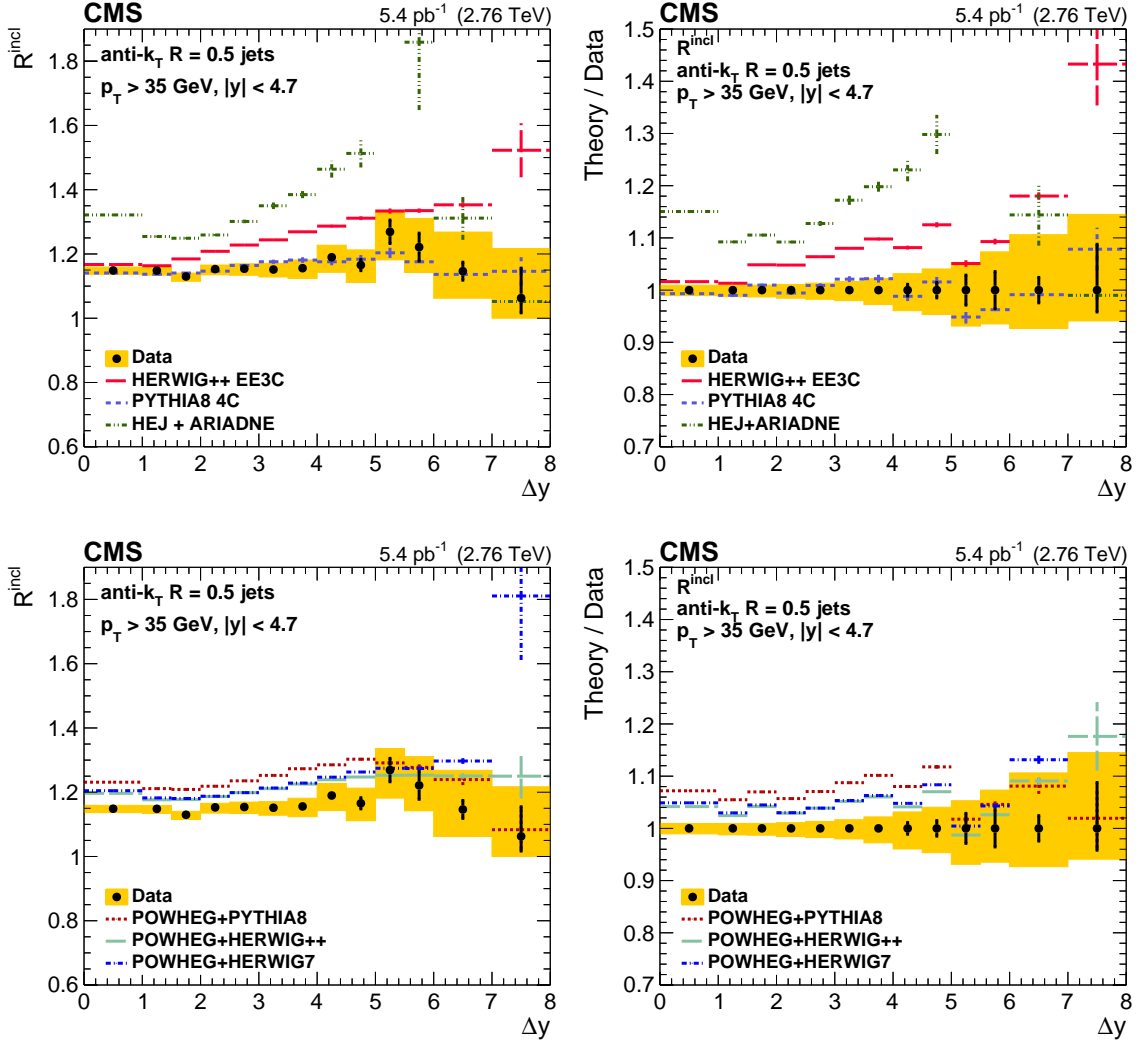 CMS
5.4 pb⁻¹ (2.76 TeV)
R^incl
1.8
1.6
1.4
1.2
1
0.8
0.6
anti-k_T R = 0.5 jets
p_T > 35 GeV, |y| < 4.7
Data
HERWIG++ EE3C
PYTHIA8 4C
HEJ + ARIADNE
0 1 2 3 4 5 6 7 8
Δy
CMS
5.4 pb⁻¹ (2.76 TeV)
Theory / Data
1.5
1.4
1.3
1.2
1.1
1.0
0.9
0.8
0.7
R^incl
anti-k_T R = 0.5 jets
p_T > 35 GeV, |y| < 4.7
HERWIG++ EE3C
PYTHIA8 4C
HEJ+ARIADNE
Data
0 1 2 3 4 5 6 7 8
Δy
CMS
5.4 pb⁻¹ (2.76 TeV)
R^incl
1.8
1.6
1.4
1.2
1
0.8
0.6
anti-k_T R = 0.5 jets
p_T > 35 GeV, |y| < 4.7
Data
POWHEG+PYTHIA8
POWHEG+HERWIG++
POWHEG+HERWIG7
0 1 2 3 4 5 6 7 8
Δy
CMS
5.4 pb⁻¹ (2.76 TeV)
Theory / Data
1.5
1.4
1.3
1.2
1.1
1.0
0.9
0.8
0.7
R^incl
anti-k_T R = 0.5 jets
p_T > 35 GeV, |y| < 4.7
Data
POWHEG+PYTHIA8
POWHEG+HERWIG++
POWHEG+HERWIG7
0 1 2 3 4 5 6 7 8
Δy